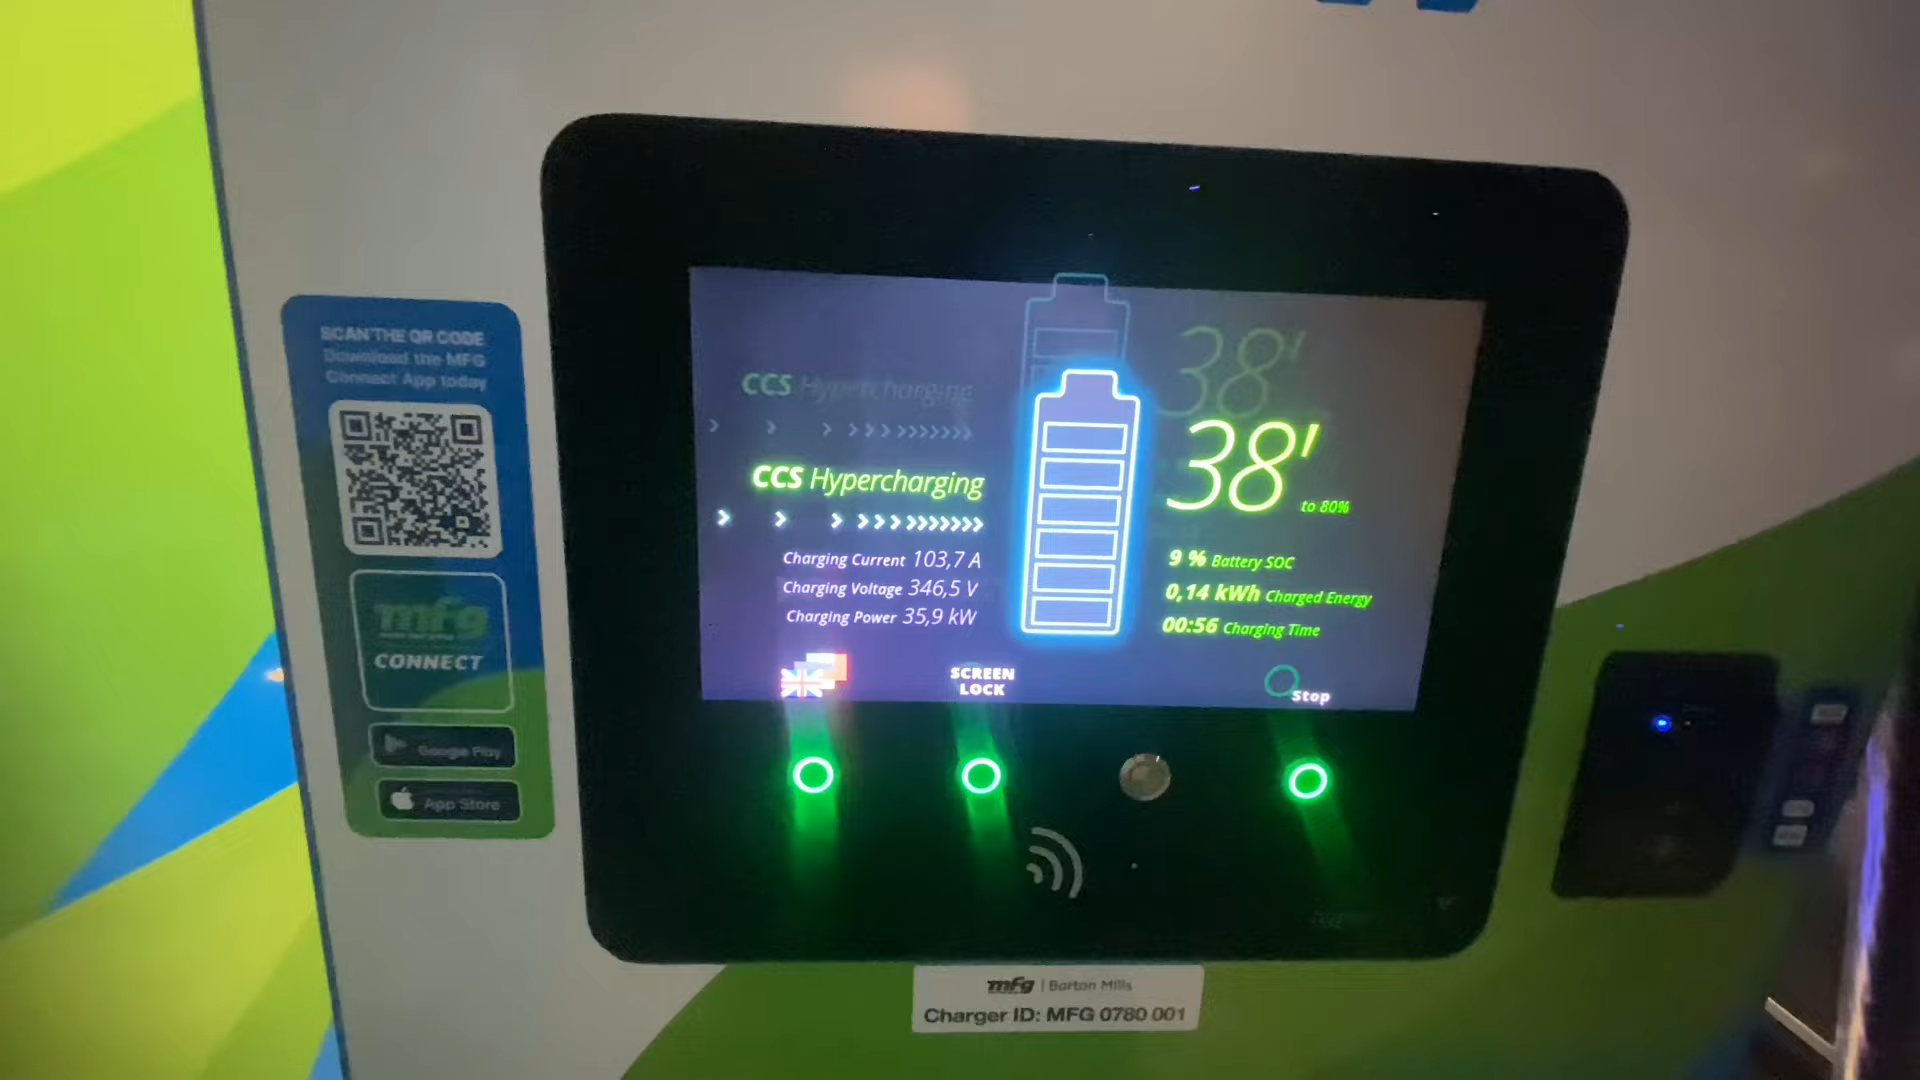 SCAN THE QR CODE
Download the MFG
Connect App today
mfg
CONNECT
Google Play
App Store
CCS Hypercharging
38'
CCS Hypercharging
38'
to 80%
Charging Current 103,7 A
Charging Voltage 346,5 V
Charging Power 35,9 kW
9 % Battery SOC
0,14 kWh Charged Energy
00:56 Charging Time
SCREEN
LOCK
Stop
mfg | Barton Mills
Charger ID: MFG 0780 001